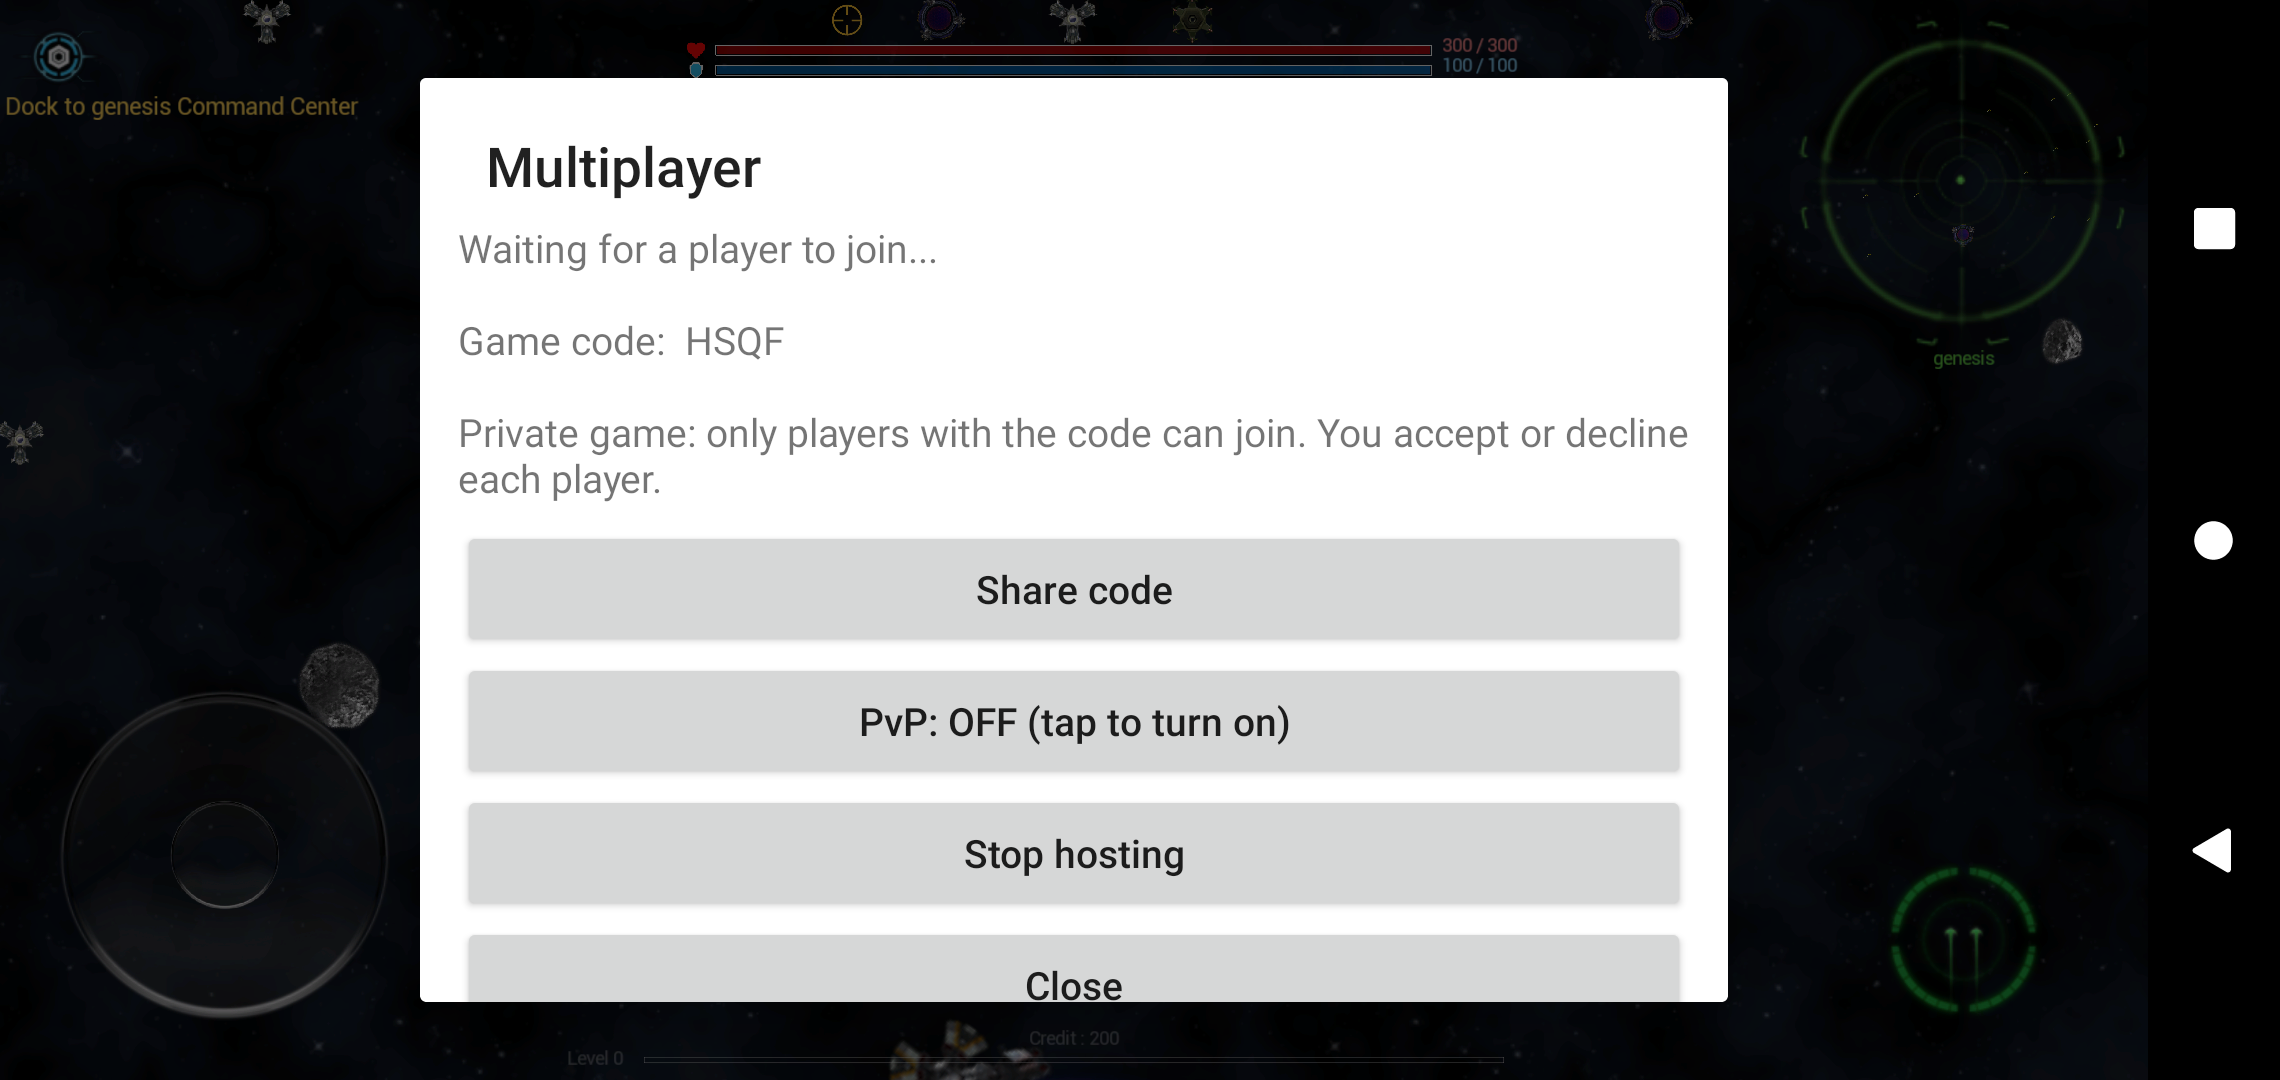 300 / 300
100 / 100
Dock to genesis Command Center
Multiplayer
Waiting for a player to join...
Game code:  HSQF
Private game: only players with the code can join. You accept or decline
each player.
genesis
Share code
PvP: OFF (tap to turn on)
Stop hosting
Close
Credit : 200
Level 0